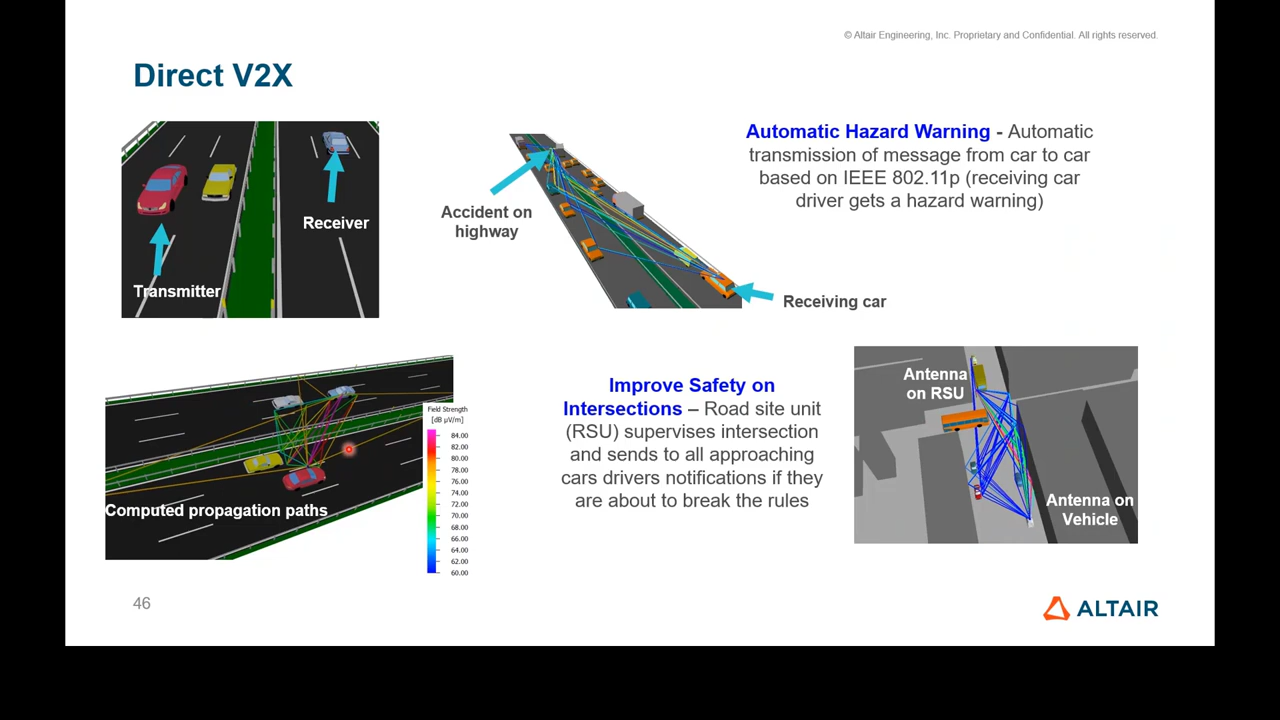 © Altair Engineering, Inc. Proprietary and Confidential. All rights reserved.
Direct V2X
Receiver
Transmitter
Accident on
highway
Receiving car
Automatic Hazard Warning - Automatic
transmission of message from car to car
based on IEEE 802.11p (receiving car
driver gets a hazard warning)
Computed propagation paths
Field Strength
[dB µV/m]
84.00
82.00
80.00
78.00
76.00
74.00
72.00
70.00
68.00
66.00
64.00
62.00
60.00
Improve Safety on
Intersections – Road site unit
(RSU) supervises intersection
and sends to all approaching
cars drivers notifications if they
are about to break the rules
Antenna
on RSU
Antenna on
Vehicle
46
ALTAIR